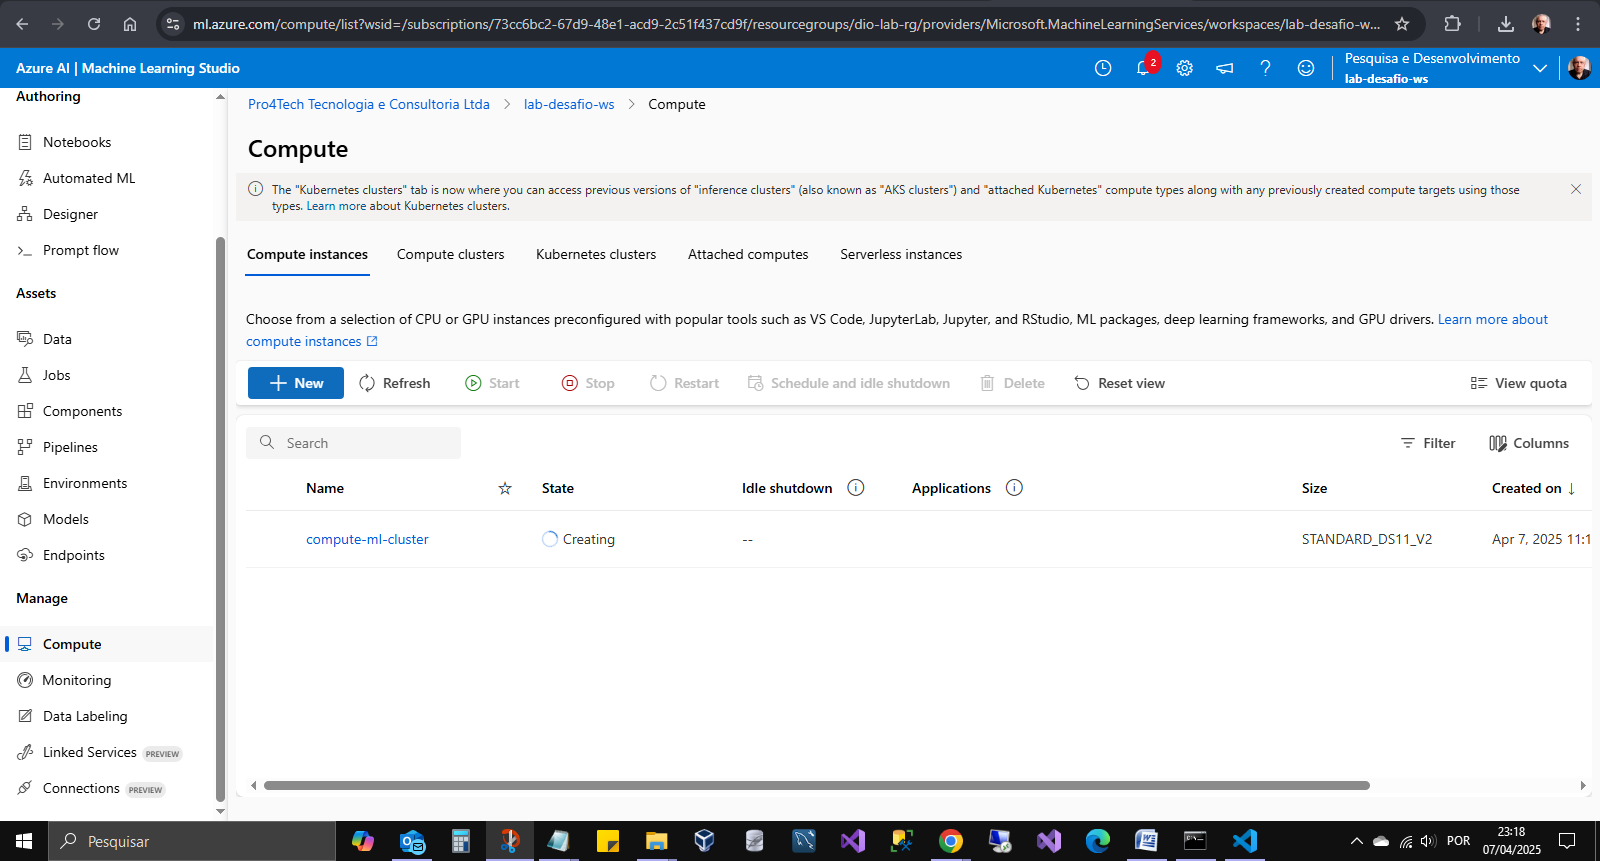 ml.azure.com/compute/list?wsid=/subscriptions/73cc6bc2-67d9-48e1-acd9-2c51f437cd9f/resourcegroups/dio-lab-rg/providers/Microsoft.MachineLearningServices/workspaces/lab-desafio-w...
Azure AI | Machine Learning Studio
2
Pesquisa e Desenvolvimento
lab-desafio-ws
Authoring
Notebooks
Automated ML
Designer
Prompt flow
Assets
Data
Jobs
Components
Pipelines
Environments
Models
Endpoints
Manage
Compute
Monitoring
Data Labeling
Linked Services PREVIEW
Connections PREVIEW
Pro4Tech Tecnologia e Consultoria Ltda > lab-desafio-ws > Compute
Compute
The "Kubernetes clusters" tab is now where you can access previous versions of "inference clusters" (also known as "AKS clusters") and "attached Kubernetes" compute types along with any previously created compute targets using those
types. Learn more about Kubernetes clusters.
Compute instances Compute clusters Kubernetes clusters Attached computes Serverless instances
Choose from a selection of CPU or GPU instances preconfigured with popular tools such as VS Code, JupyterLab, Jupyter, and RStudio, ML packages, deep learning frameworks, and GPU drivers. Learn more about
compute instances
New Refresh Start Stop Restart Schedule and idle shutdown Delete Reset view View quota
Search Filter Columns
Name State Idle shutdown Applications Size Created on ↓
compute-ml-cluster Creating -- STANDARD_DS11_V2 Apr 7, 2025 11:1
Pesquisar
POR
23:18
07/04/2025